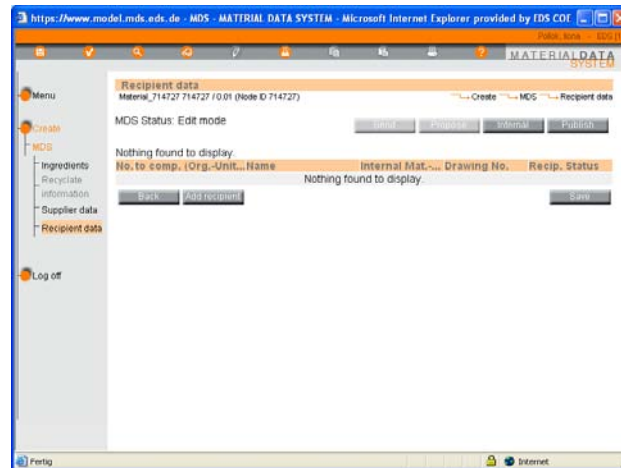 https://www.model.mds.eds.de - MDS - MATERIAL DATA SYSTEM - Microsoft Internet Explorer provided by EDS COE
MATERIALDATA
SYSTEM
Menu
Create
MDS
Ingredients
Recyclate
information
Supplier data
Recipient data
Log off
Recipient data
Material_714727 714727 / 0.01 (Node ID 714727)
Create MDS Recipient data
MDS Status: Edit mode
Send Propose Internal Publish
Nothing found to display.
No. to comp. (Org.-Unit... Name Internal Mat.-... Drawing No. Recip. Status
Nothing found to display.
Back Add recipient Save
Fertig Internet